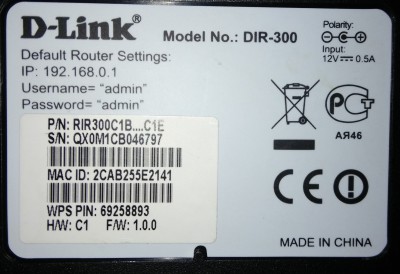 D-Link
Model No.: DIR-300
Polarity:
Input:
12V⎓0.5A
Default Router Settings:
IP: 192.168.0.1
Username= “admin”
Password= “admin”
P/N: RIR300C1B....C1E
S/N: QX0M1CB046797
MAC ID: 2CAB255E2141
WPS PIN: 69258893
H/W: C1 F/W: 1.0.0
АЯ46
CE
MADE IN CHINA